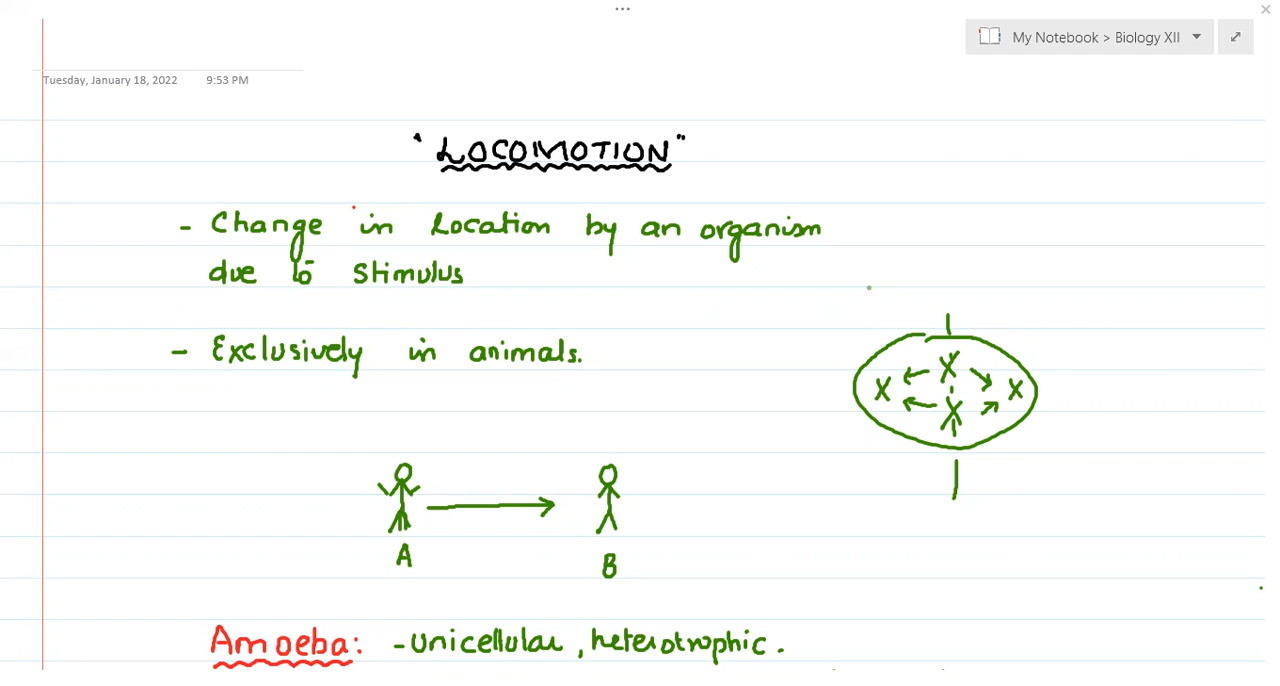 My Notebook > Biology XII
Tuesday, January 18, 2022 9:53 PM
"LOCOMOTION"
- Change in Location by an organism
due to stimulus
- Exclusively in animals.
X
X X
X
A B
Amoeba: - unicellular, heterotrophic.